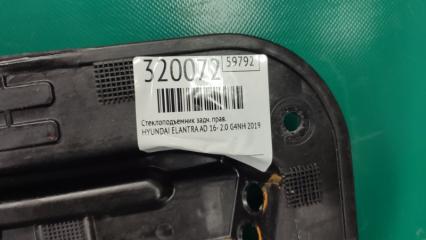 320072 59792
Стеклоподъемник задн. прав.
HYUNDAI ELANTRA AD 16- 2.0 G4NH 2019